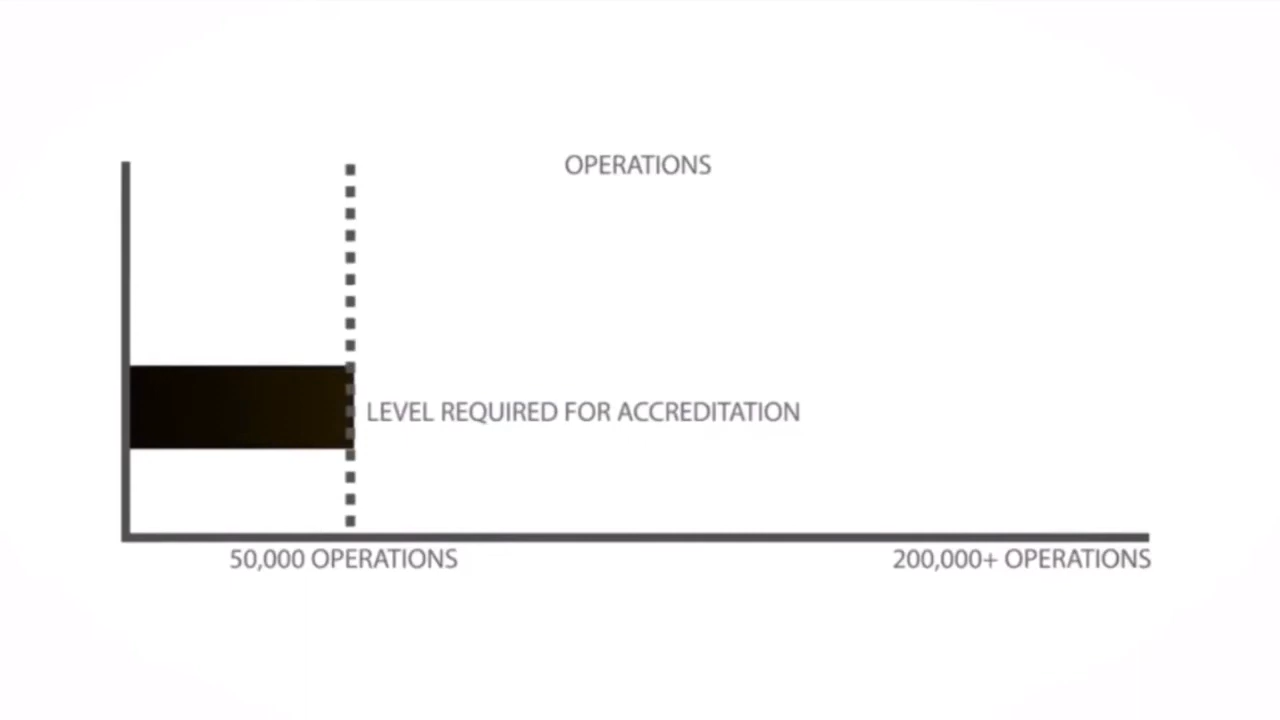 OPERATIONS
LEVEL REQUIRED FOR ACCREDITATION
50,000 OPERATIONS
200,000+ OPERATIONS